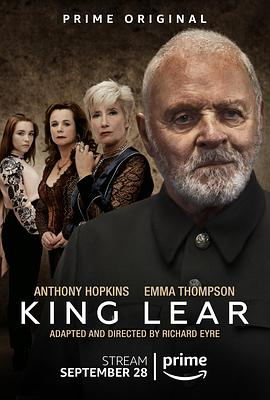 PRIME ORIGINAL
ANTHONY HOPKINS EMMA THOMPSON
KING LEAR
ADAPTED AND DIRECTED BY RICHARD EYRE
STREAM
SEPTEMBER 28
prime